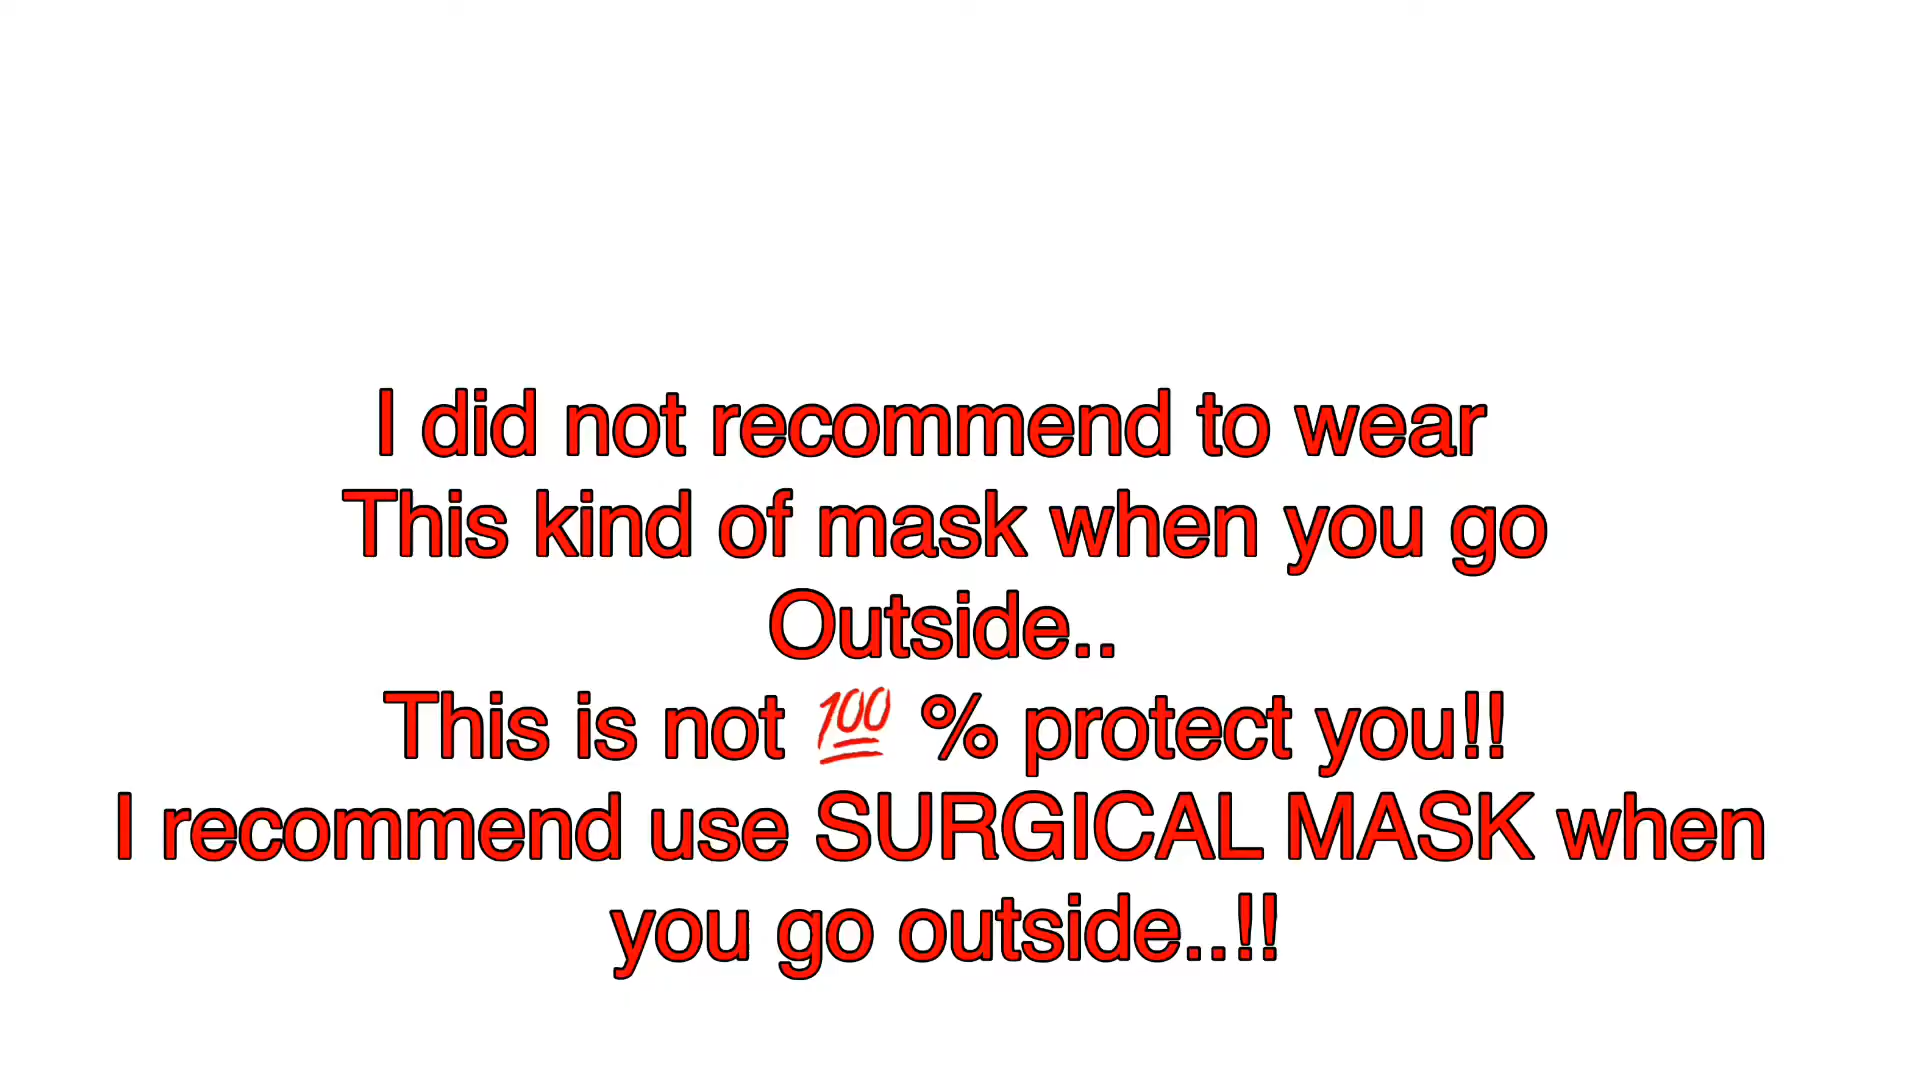 I did not recommend to wear
This kind of mask when you go
Outside..
This is not 💯 % protect you!!
I recommend use SURGICAL MASK when
you go outside..!!